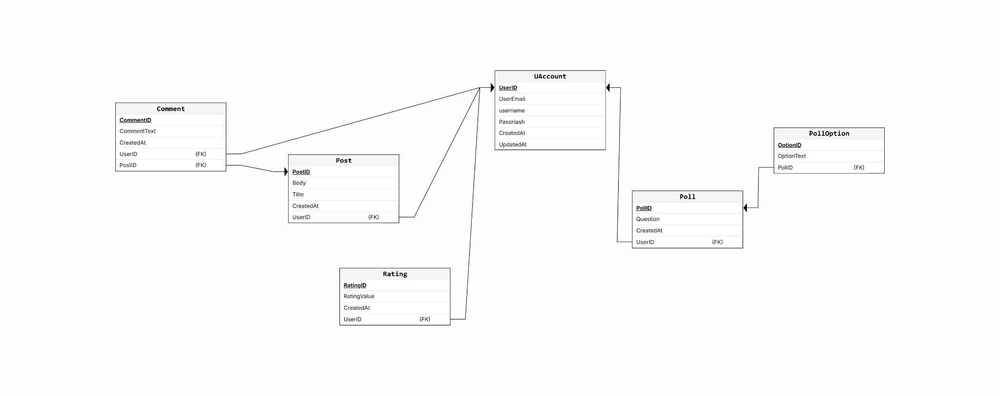 UAccount
UserID
UserEmail
username
PassHash
CreatedAt
UpdatedAt
Comment
CommentID
CommentText
CreatedAt
UserID (FK)
PostID (FK)
PollOption
OptionID
OptionText
PollID (FK)
Post
PostID
Body
Title
CreatedAt
UserID (FK)
Poll
PollID
Question
CreatedAt
UserID (FK)
Rating
RatingID
RatingValue
CreatedAt
UserID (FK)